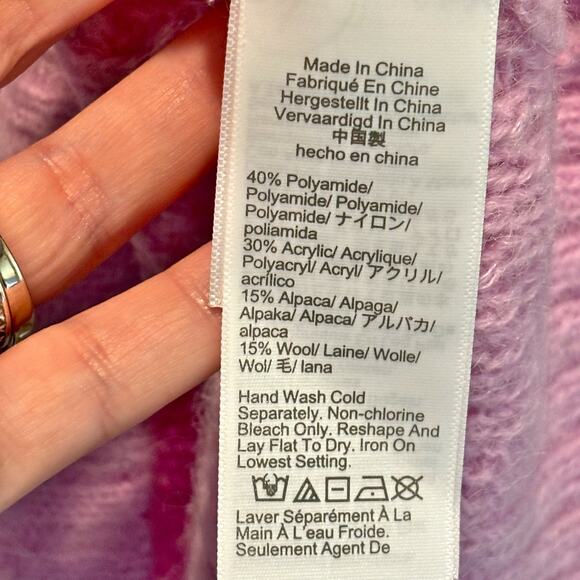 Made In China
Fabriqué En Chine
Hergestellt In China
Vervaardigd In China
中国製
hecho en china
40% Polyamide/
Polyamide/ Polyamide/
Polyamide/ ナイロン/
poliamida
30% Acrylic/ Acrylique/
Polyacryl/ Acryl/ アクリル/
acrílico
15% Alpaca/ Alpaga/
Alpaka/ Alpaca/ アルパカ/
alpaca
15% Wool/ Laine/ Wolle/
Wol/ 毛/ lana
Hand Wash Cold
Separately. Non-chlorine
Bleach Only. Reshape And
Lay Flat To Dry. Iron On
Lowest Setting.
Laver Séparément À La
Main À L'eau Froide.
Seulement Agent De